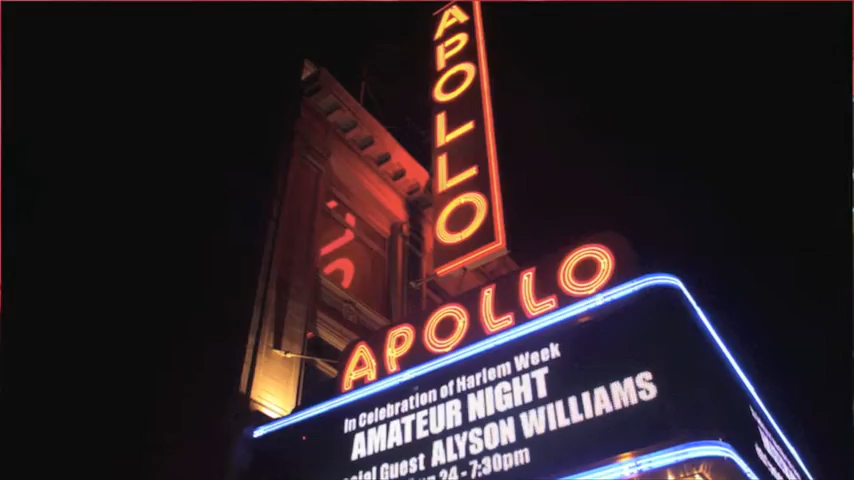 APOLLO
APOLLO
In Celebration of Harlem Week
AMATEUR NIGHT
Guest ALYSON WILLIAMS
24 - 7:30pm